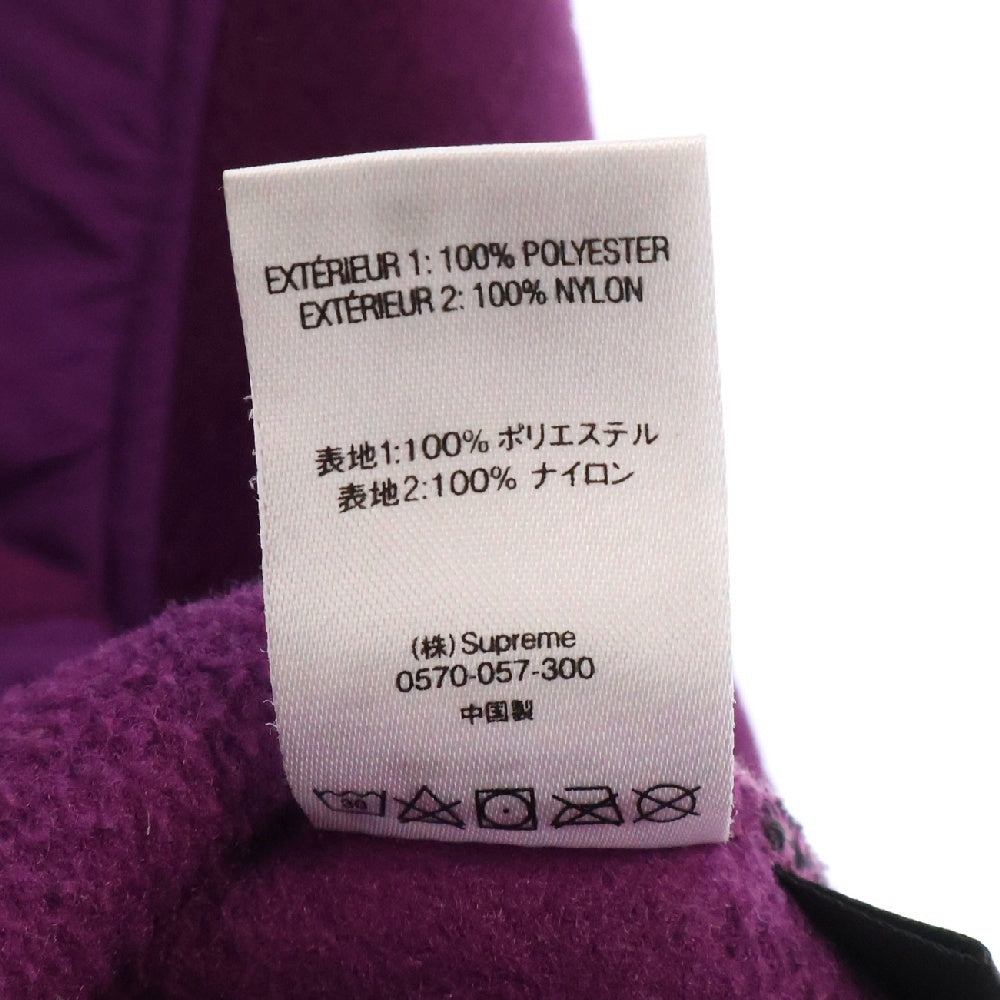 EXTÉRIEUR 1: 100% POLYESTER
EXTÉRIEUR 2: 100% NYLON
表地1:100% ポリエステル
表地2:100% ナイロン
(株)Supreme
0570-057-300
中国製
30